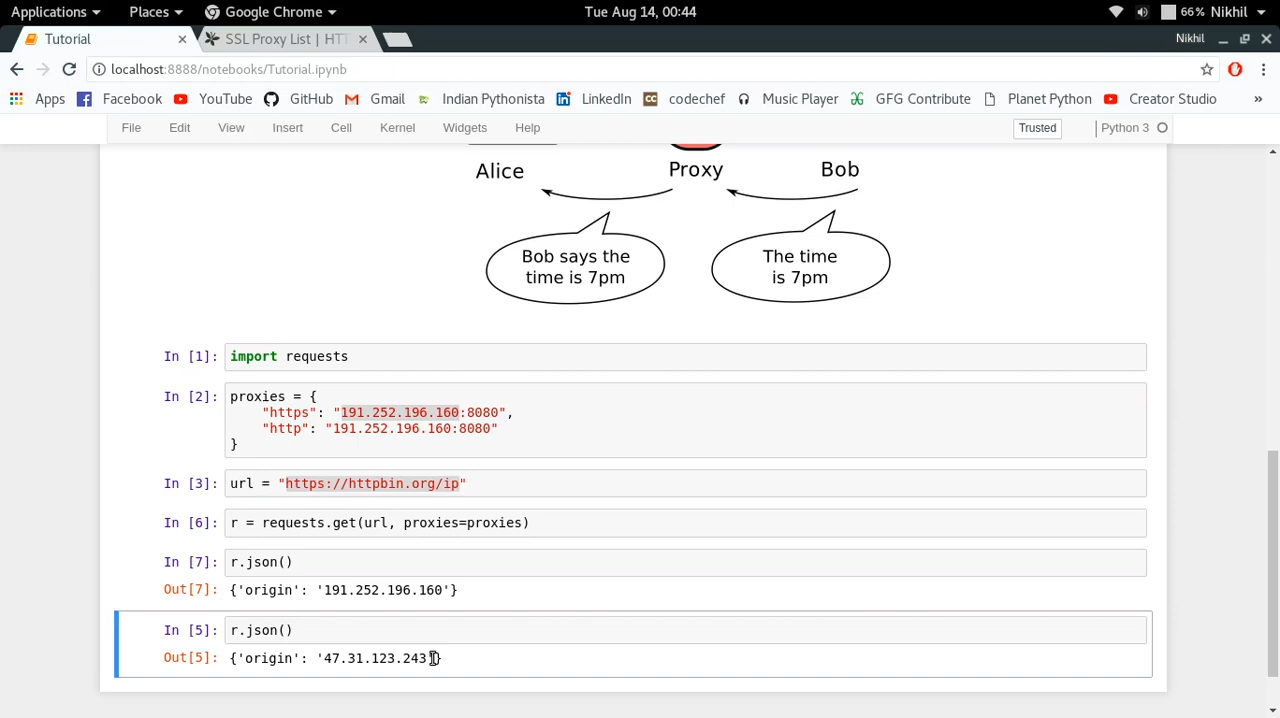 Applications Places Google Chrome Tue Aug 14, 00:44 66% Nikhil
Tutorial SSL Proxy List | HTT Nikhil
localhost:8888/notebooks/Tutorial.ipynb
Apps Facebook YouTube GitHub Gmail Indian Pythonista LinkedIn codechef Music Player GFG Contribute Planet Python Creator Studio »
File Edit View Insert Cell Kernel Widgets Help Trusted Python 3
Alice Proxy Bob
Bob says the
time is 7pm
The time
is 7pm
In [1]: import requests
In [2]: proxies = {
"https": "191.252.196.160:8080",
"http": "191.252.196.160:8080"
}
In [3]: url = "https://httpbin.org/ip"
In [6]: r = requests.get(url, proxies=proxies)
In [7]: r.json()
Out[7]: {'origin': '191.252.196.160'}
In [5]: r.json()
Out[5]: {'origin': '47.31.123.243'}